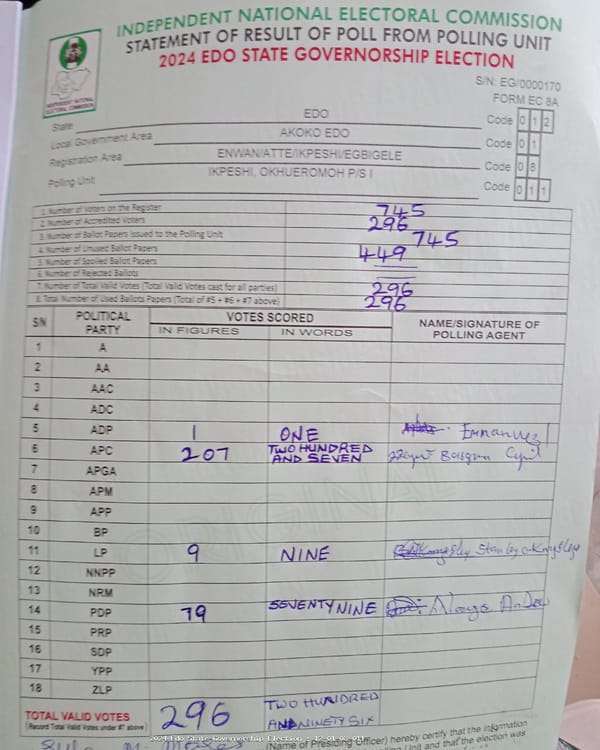 INDEPENDENT NATIONAL ELECTORAL COMMISSION
STATEMENT OF RESULT OF POLL FROM POLLING UNIT
2024 EDO STATE GOVERNORSHIP ELECTION
INDEPENDENT NATIONAL
ELECTORAL COMMISSION
S/N: EG/0000170
FORM EC 8A
State EDO Code 0 1 2
Local Government Area AKOKO EDO Code 0 1
Registration Area ENWAN/ATTE/IKPESHI/EGBIGELE Code 0 8
Polling Unit IKPESHI, OKHUEROMOH P/S I Code 0 1 1
1. Number of Voters on the Register 745
2. Number of Accredited Voters 296
3. Number of Ballot Papers Issued to the Polling Unit 745
4. Number of Unused Ballot Papers 449
5. Number of Spoiled Ballot Papers
6. Number of Rejected Ballots
7. Number of Total Valid Votes (Total Valid Votes cast for all parties) 296
8. Total Number of Used Ballots Papers (Total of #5 + #6 + #7 above) 296
S/N POLITICAL PARTY VOTES SCORED NAME/SIGNATURE OF POLLING AGENT
IN FIGURES IN WORDS
1 A
2 AA
3 AAC
4 ADC
5 ADP 1 ONE Emmanuel
6 APC 207 TWO HUNDRED AND SEVEN
7 APGA
8 APM
9 APP
10 BP
11 LP 9 NINE Stanley
12 NNPP
13 NRM
14 PDP 79 SEVENTY NINE
15 PRP
16 SDP
17 YPP
18 ZLP
TOTAL VALID VOTES 296 TWO HUNDRED
(Record Total Valid Votes under #7 above) AND NINETY SIX
(Name of Presiding Officer) hereby certify that the information
Unit and that the election was
2024 Edo State Governorship Election - 12-01-08-011